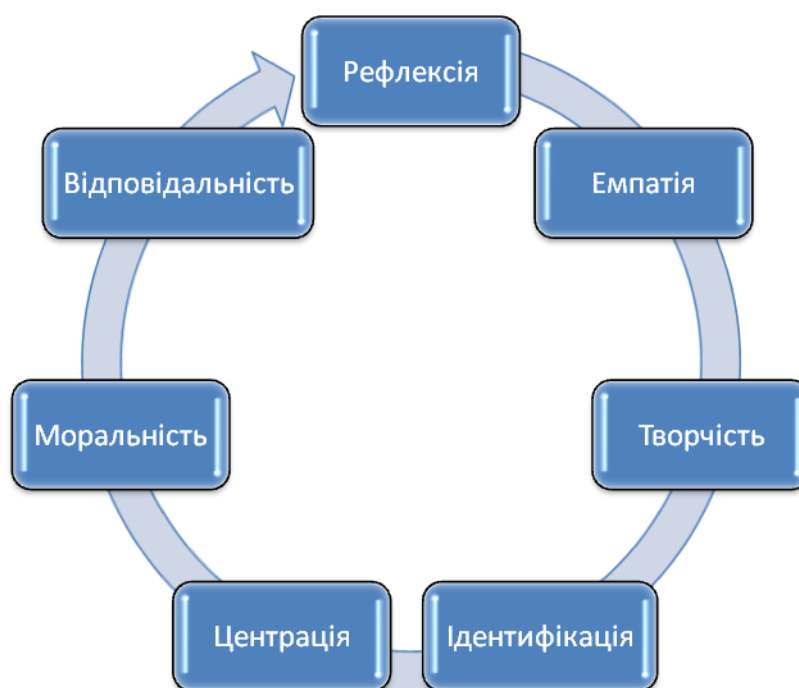 Рефлексія
Емпатія
Творчість
Ідентифікація
Центрація
Моральність
Відповідальність